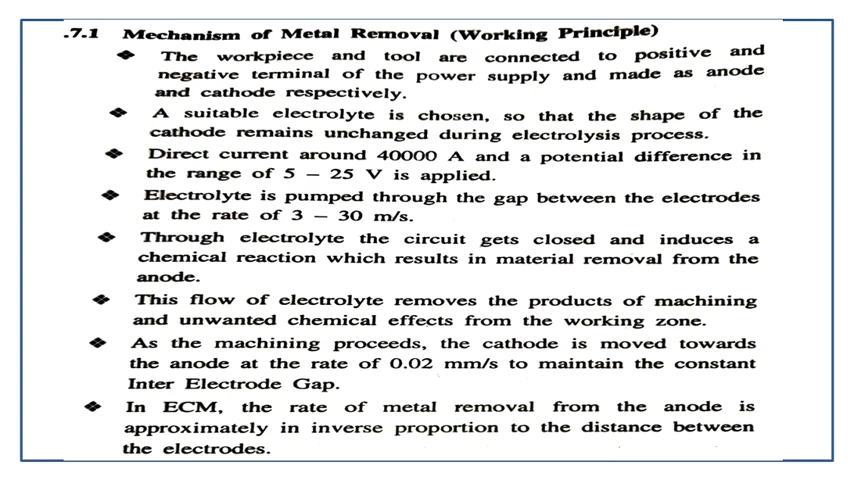 .7.1 Mechanism of Metal Removal (Working Principle)
❖ The workpiece and tool are connected to positive and
negative terminal of the power supply and made as anode
and cathode respectively.
❖ A suitable electrolyte is chosen, so that the shape of the
cathode remains unchanged during electrolysis process.
❖ Direct current around 40000 A and a potential difference in
the range of 5 – 25 V is applied.
❖ Electrolyte is pumped through the gap between the electrodes
at the rate of 3 – 30 m/s.
❖ Through electrolyte the circuit gets closed and induces a
chemical reaction which results in material removal from the
anode.
❖ This flow of electrolyte removes the products of machining
and unwanted chemical effects from the working zone.
❖ As the machining proceeds, the cathode is moved towards
the anode at the rate of 0.02 mm/s to maintain the constant
Inter Electrode Gap.
❖ In ECM, the rate of metal removal from the anode is
approximately in inverse proportion to the distance between
the electrodes.